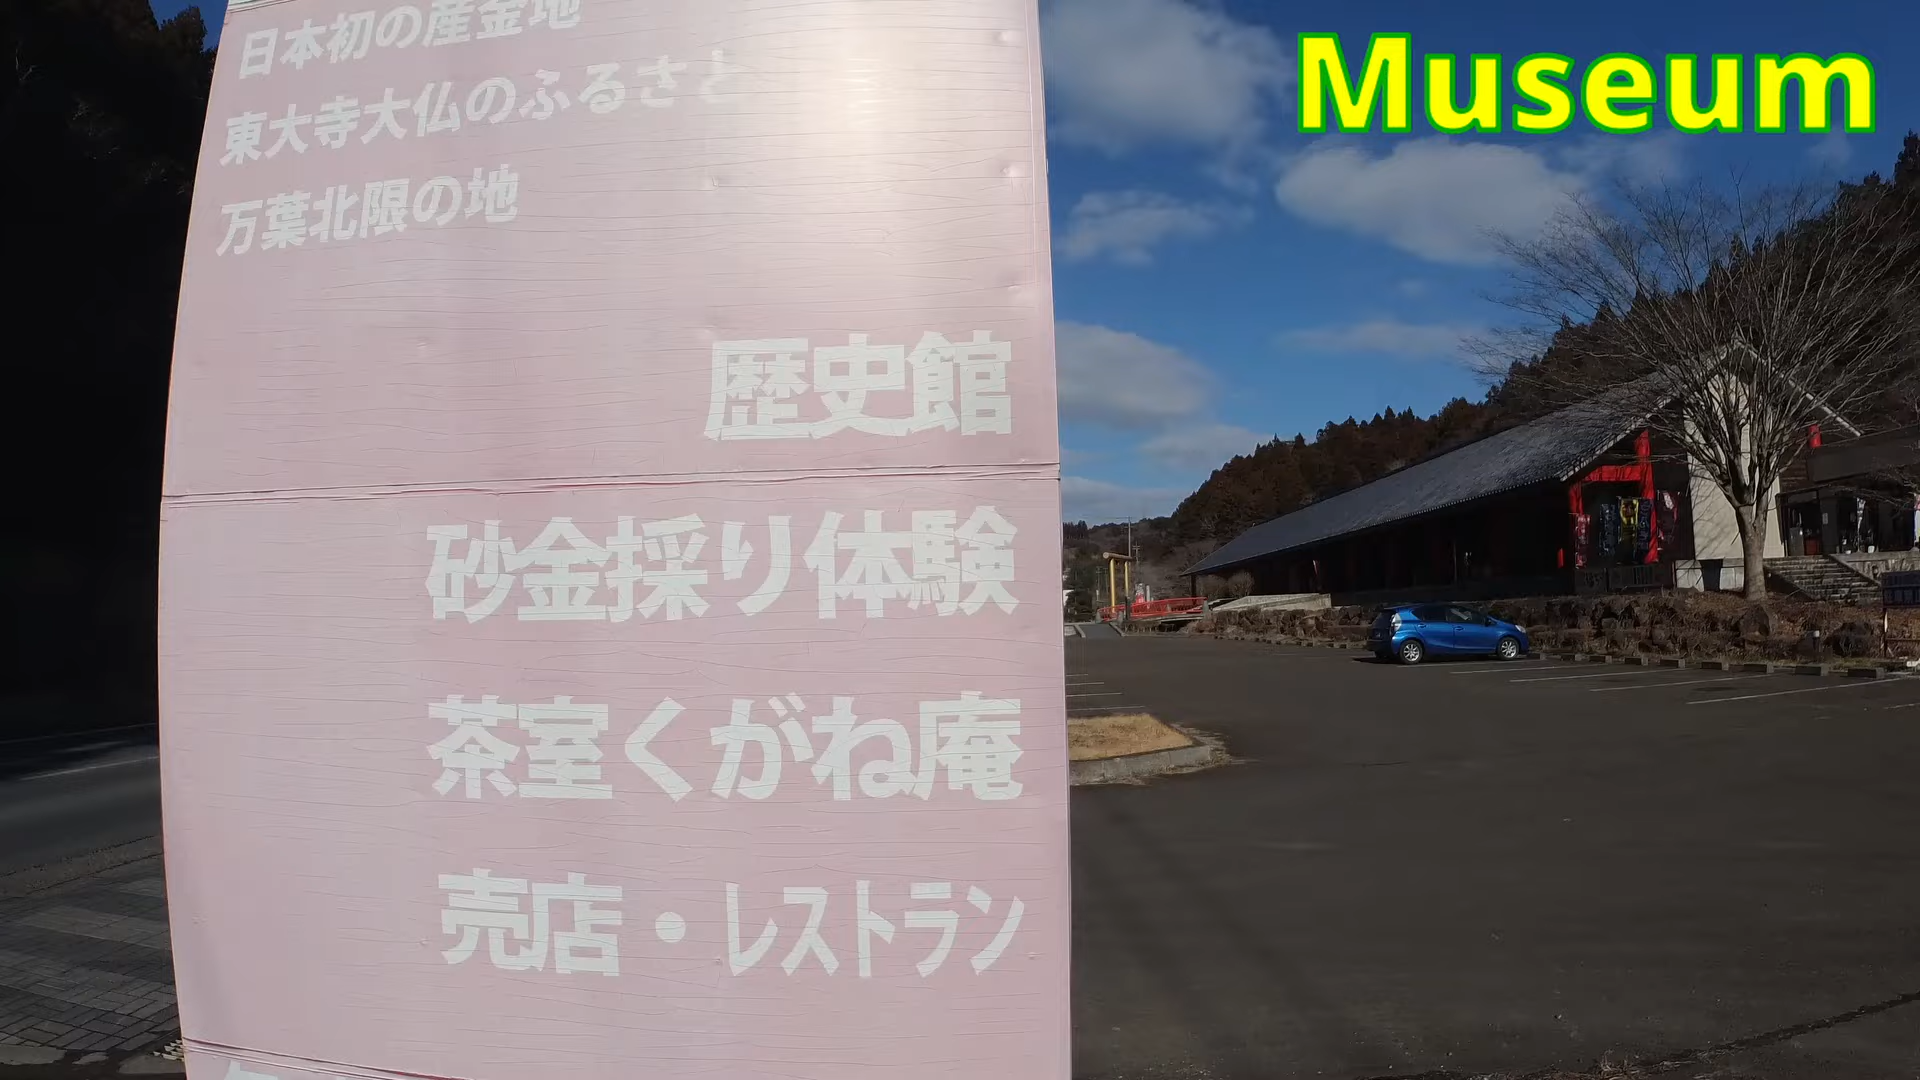 日本初の産金地
東大寺大仏のふるさと
万葉北限の地
歴史館
砂金採り体験
茶室くがね庵
売店・レストラン
Museum